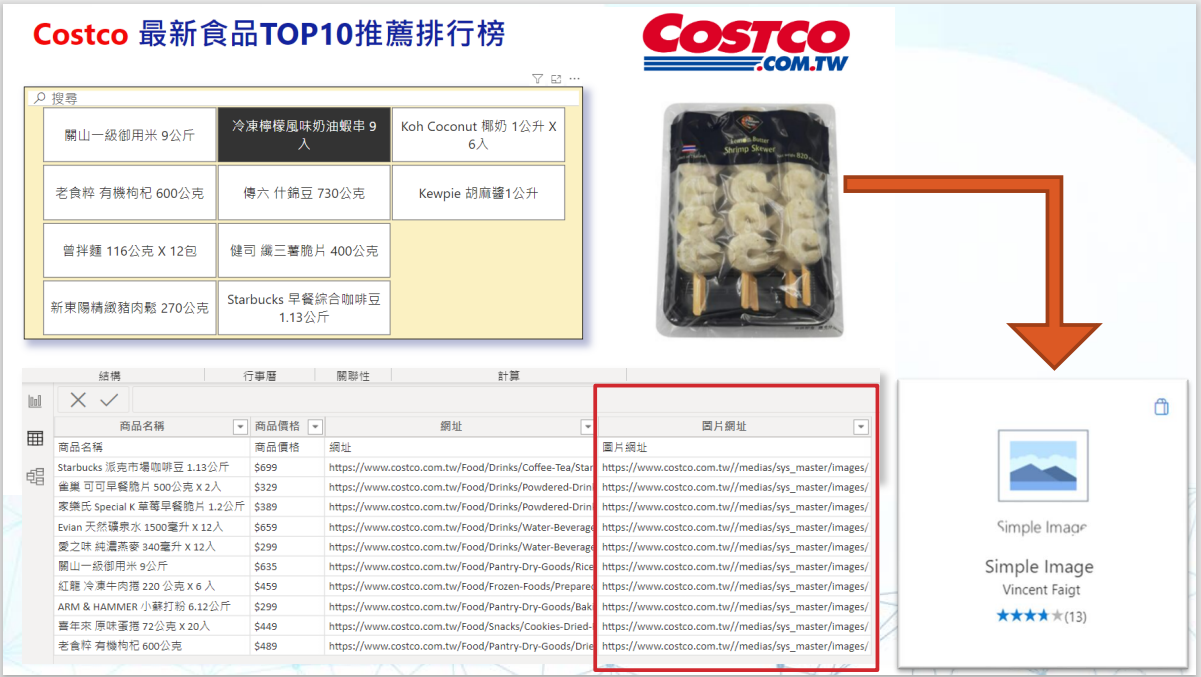 Costco 最新食品TOP10推薦排行榜
COSTCO
.COM.TW
搜尋
關山一級御用米 9公斤
冷凍檸檬風味奶油蝦串 9
入
Koh Coconut 椰奶 1公升 X
6入
老食粹 有機枸杞 600公克
傳六 什錦豆 730公克
Kewpie 胡麻醬1公升
曾拌麵 116公克 X 12包
健司 纖三薯脆片 400公克
新東陽精緻豬肉鬆 270公克
Starbucks 早餐綜合咖啡豆
1.13公斤
Shrimp Skewer
820
結構 行事曆 關聯性 計算
商品名稱 商品價格 網址 圖片網址
商品名稱 商品價格 網址 圖片網址
Starbucks 派克市場咖啡豆 1.13公斤 $699 https://www.costco.com.tw/Food/Drinks/Coffee-Tea/Star https://www.costco.com.tw//medias/sys_master/images/
雀巢 可可早餐脆片 500公克 X 2入 $329 https://www.costco.com.tw/Food/Drinks/Powdered-Drin https://www.costco.com.tw//medias/sys_master/images/
家樂氏 Special K 草莓早餐脆片 1.2公斤 $389 https://www.costco.com.tw/Food/Drinks/Powdered-Drin https://www.costco.com.tw//medias/sys_master/images/
Evian 天然礦泉水 1500毫升 X 12入 $659 https://www.costco.com.tw/Food/Drinks/Water-Beverage https://www.costco.com.tw//medias/sys_master/images/
愛之味 純濃燕麥 340毫升 X 12入 $299 https://www.costco.com.tw/Food/Drinks/Water-Beverage https://www.costco.com.tw//medias/sys_master/images/
關山一級御用米 9公斤 $635 https://www.costco.com.tw/Food/Pantry-Dry-Goods/Rice https://www.costco.com.tw//medias/sys_master/images/
紅龍 冷凍牛肉捲 220 公克 X 6 入 $459 https://www.costco.com.tw/Food/Frozen-Foods/Prepared https://www.costco.com.tw//medias/sys_master/images/
ARM & HAMMER 小蘇打粉 6.12公斤 $299 https://www.costco.com.tw/Food/Pantry-Dry-Goods/Bak https://www.costco.com.tw//medias/sys_master/images/
喜年來 原味蛋捲 72公克 X 20入 $449 https://www.costco.com.tw/Food/Snacks/Cookies-Dried- https://www.costco.com.tw//medias/sys_master/images/
老食粹 有機枸杞 600公克 $489 https://www.costco.com.tw/Food/Pantry-Dry-Goods/Drie https://www.costco.com.tw//medias/sys_master/images/
Simple Image
Simple Image
Vincent Faigt
(13)